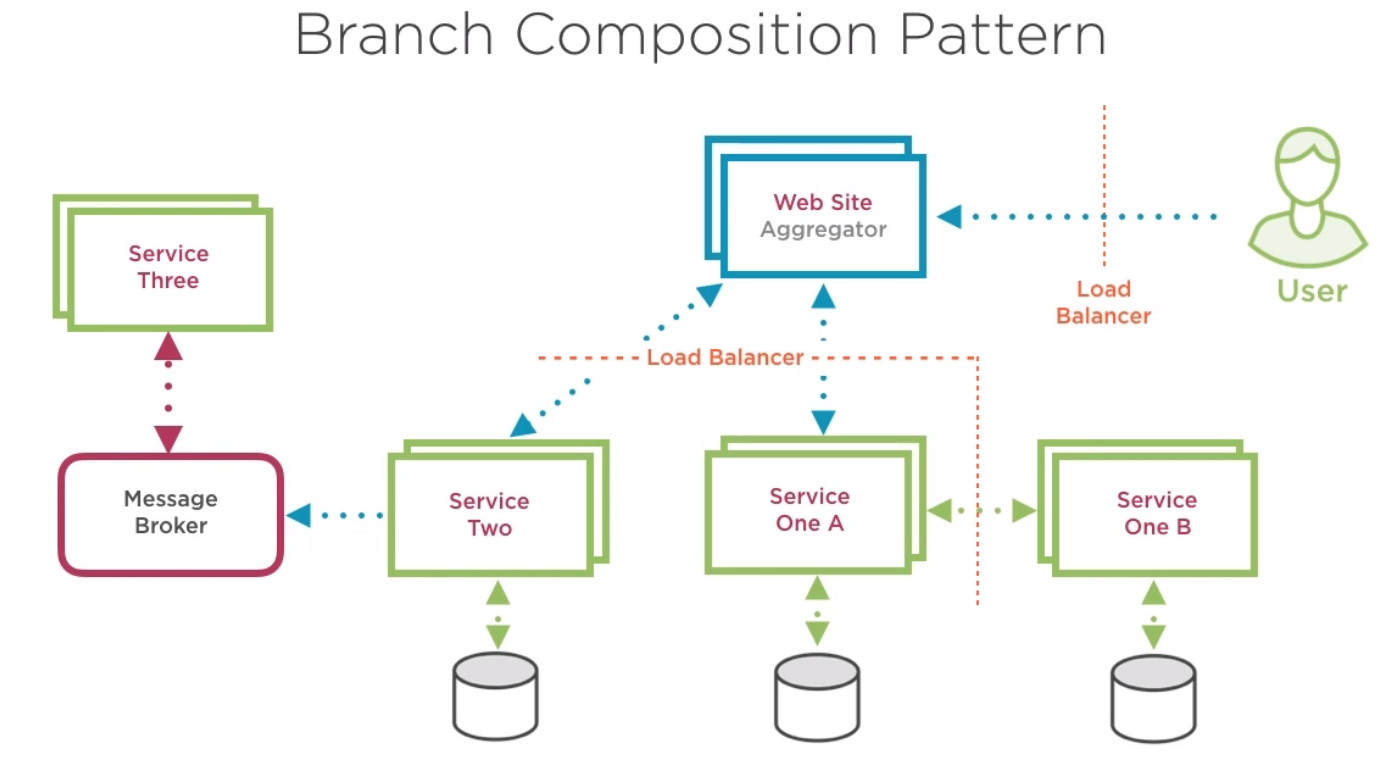 Branch Composition Pattern
Web Site
Aggregator
Load
Balancer
User
Service
Three
Load Balancer
Message
Broker
Service
Two
Service
One A
Service
One B